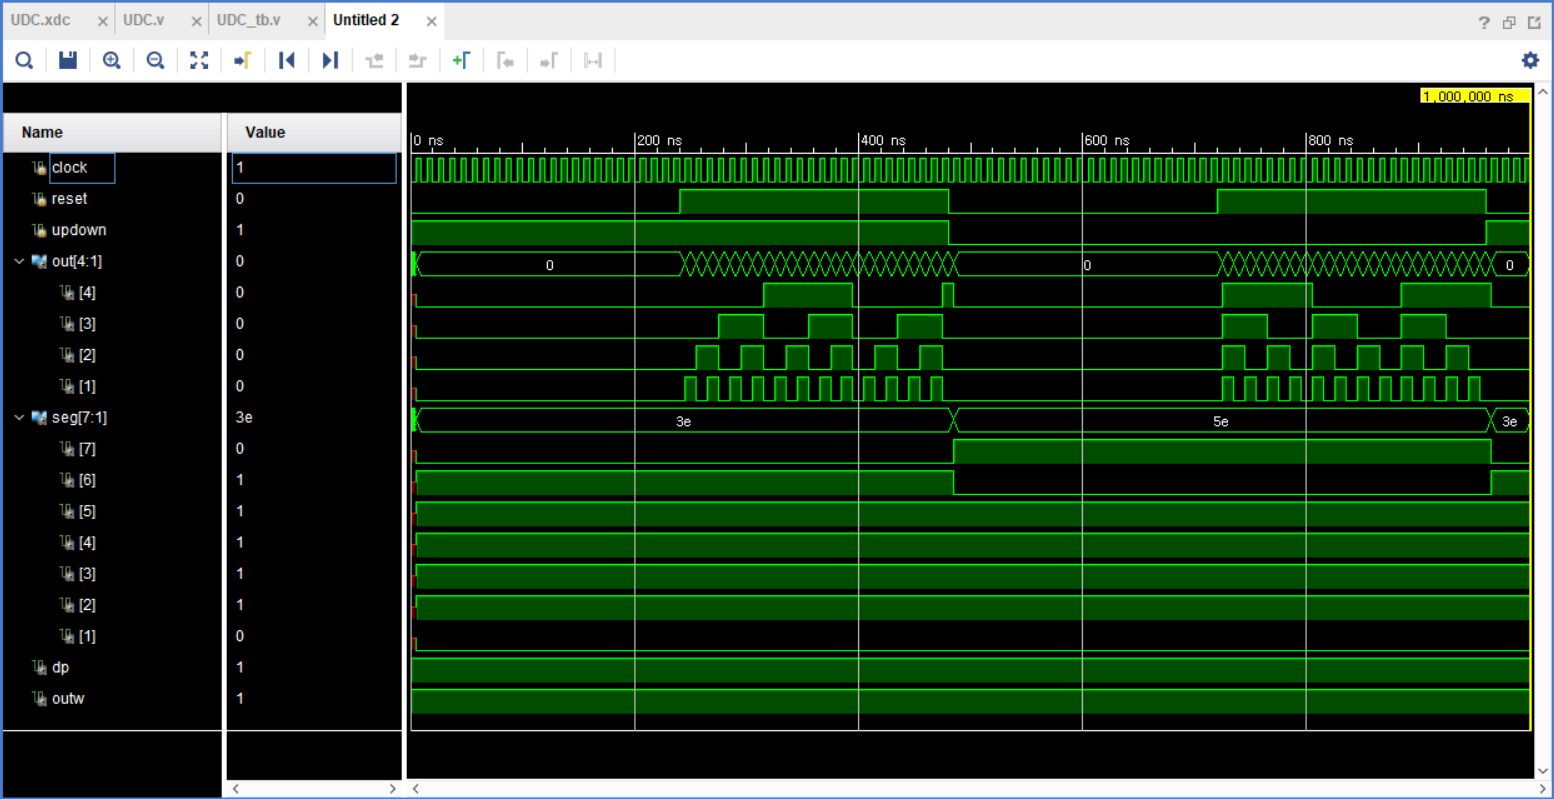 UDC.xdc UDC.v UDC_tb.v Untitled 2
?
1,000,000 ns
Name Value
0 ns 200 ns 400 ns 600 ns 800 ns
clock 1
reset 0
updown 1
out[4:1] 0 0 0 0
[4] 0
[3] 0
[2] 0
[1] 0
seg[7:1] 3e 3e 5e 3e
[7] 0
[6] 1
[5] 1
[4] 1
[3] 1
[2] 1
[1] 0
dp 1
outw 1